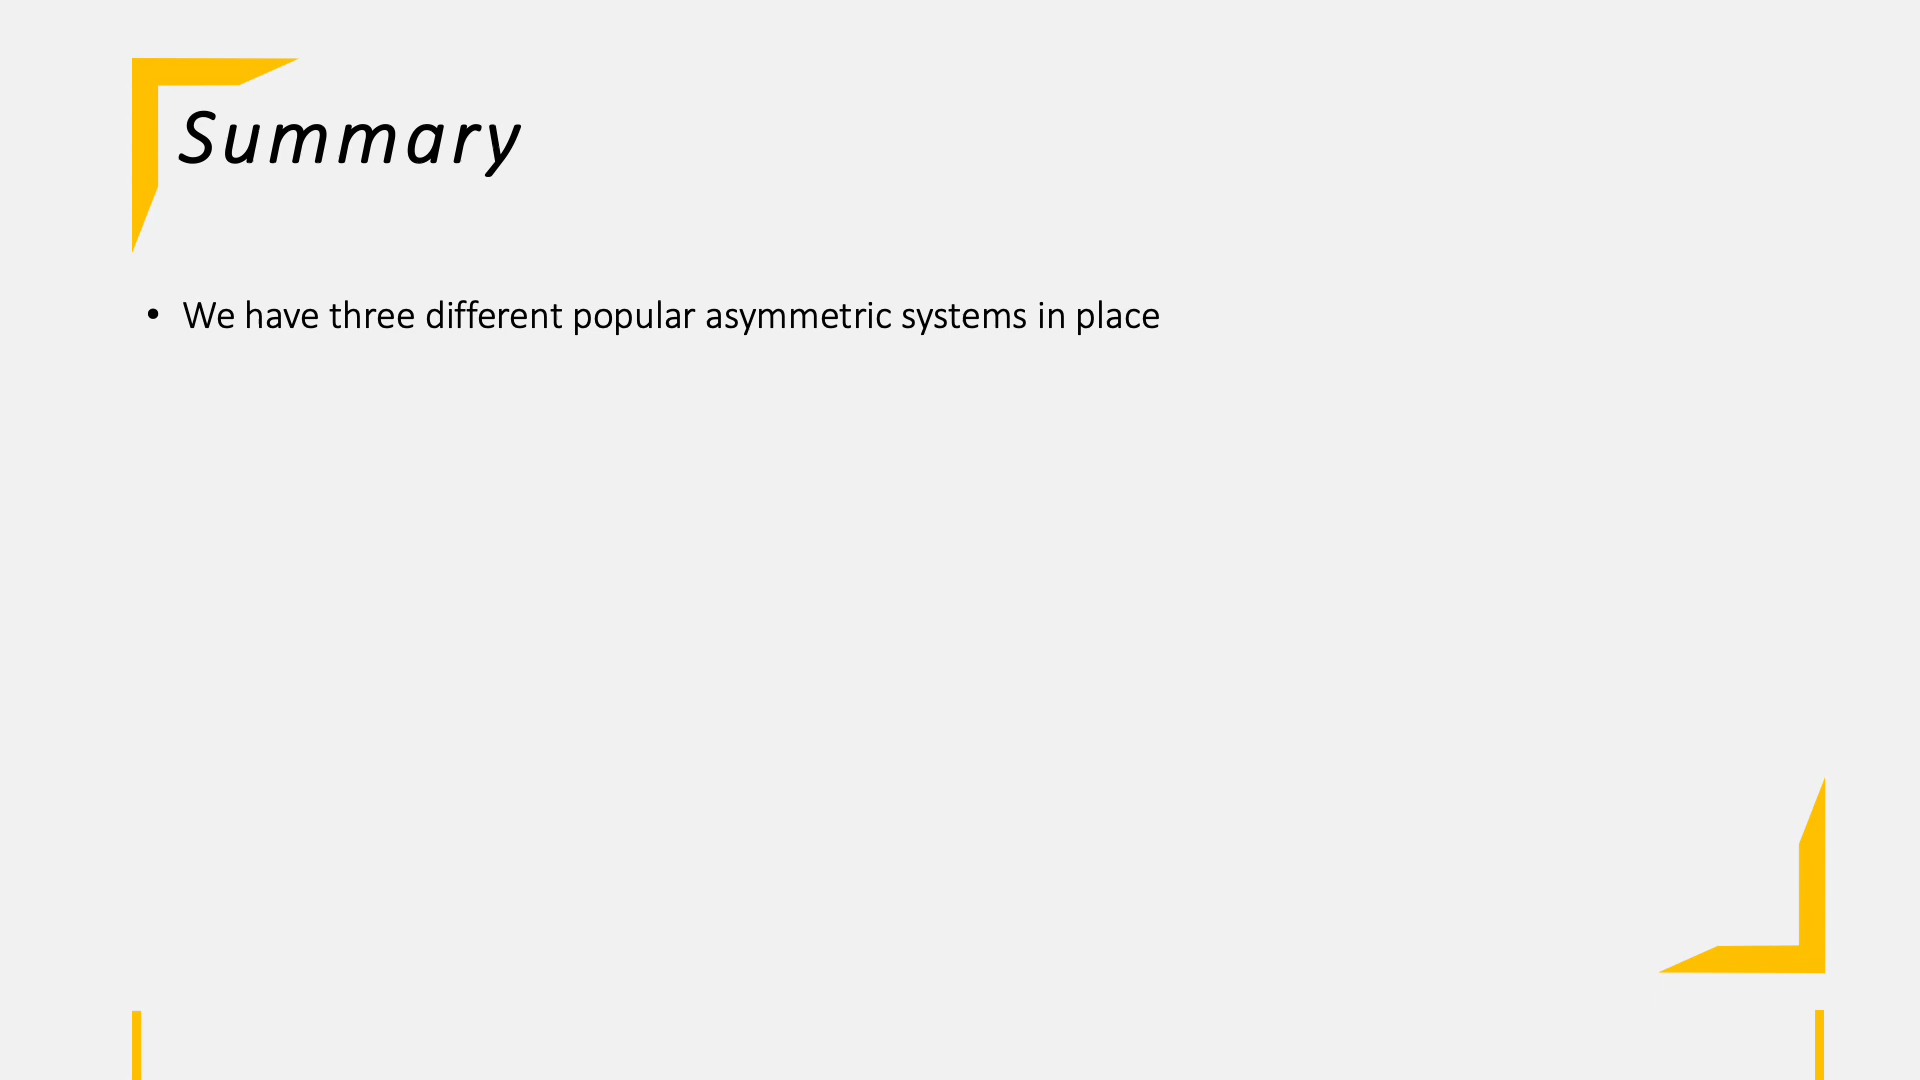 Summary
• We have three different popular asymmetric systems in place